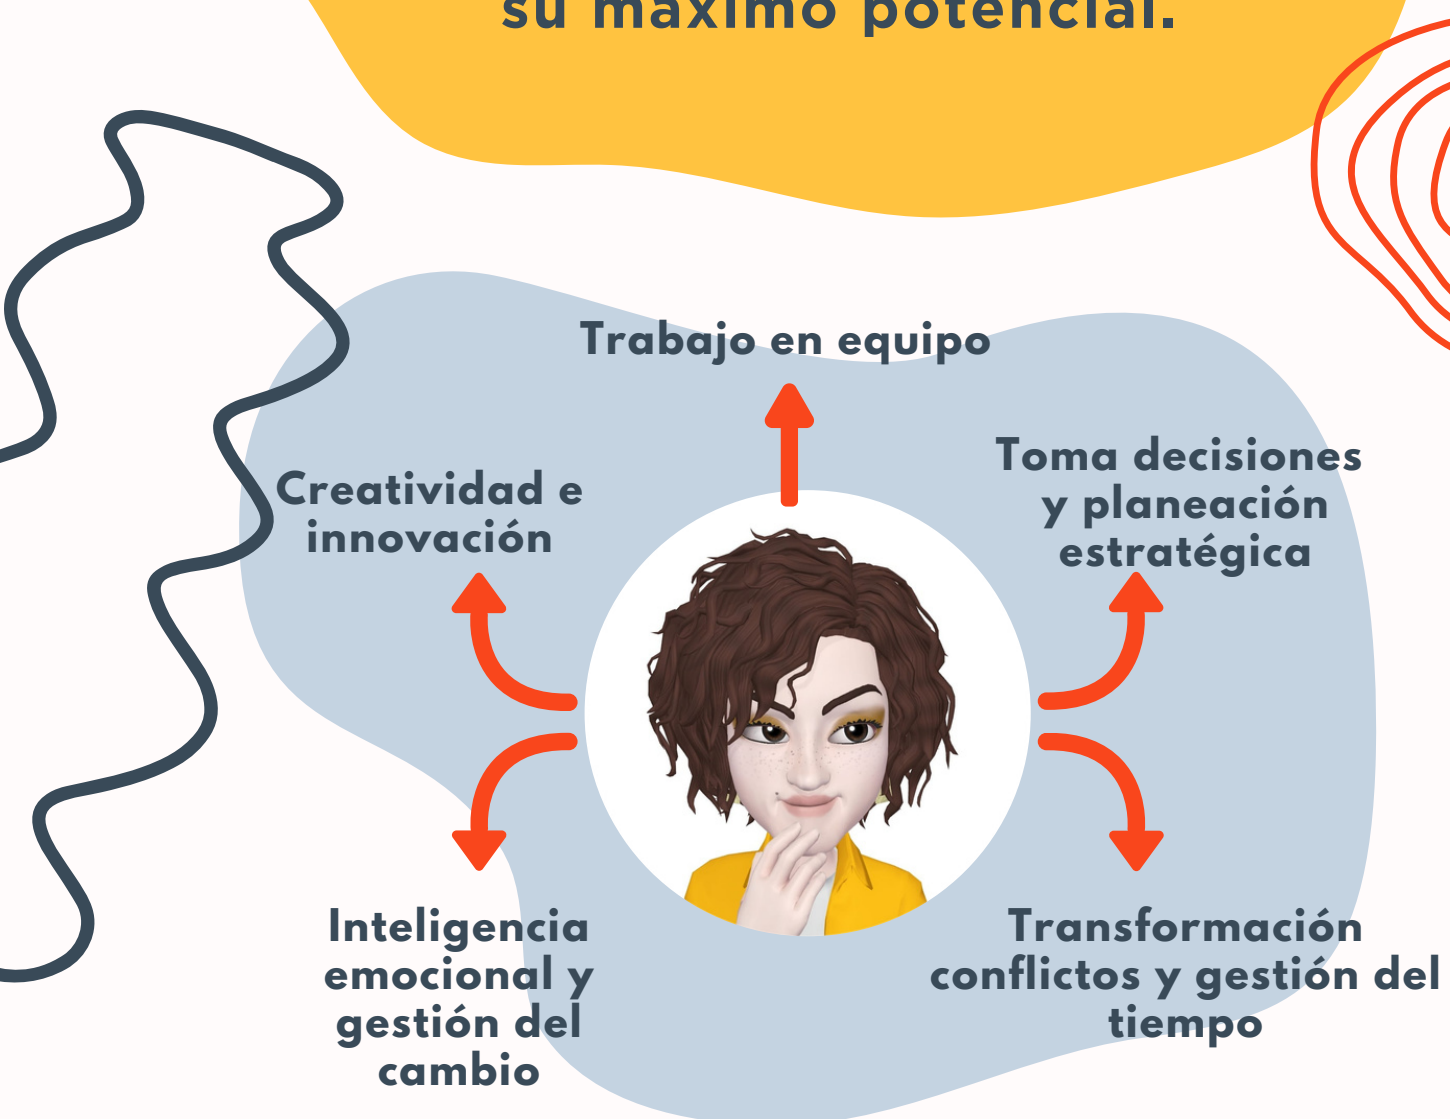 su máximo potencial.
Trabajo en equipo
Creatividad e
innovación
Toma decisiones
y planeación
estratégica
Inteligencia
emocional y
gestión del
cambio
Transformación
conflictos y gestión del
tiempo